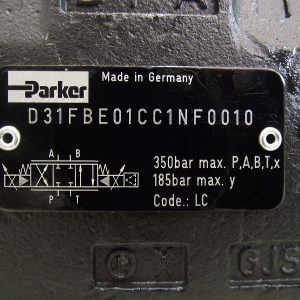 Made in Germany
Parker
D31FBE01CC1NF0010
A B
P T
350bar max. P,A,B,T,x
185bar max. y
Code.: LC
X GJS